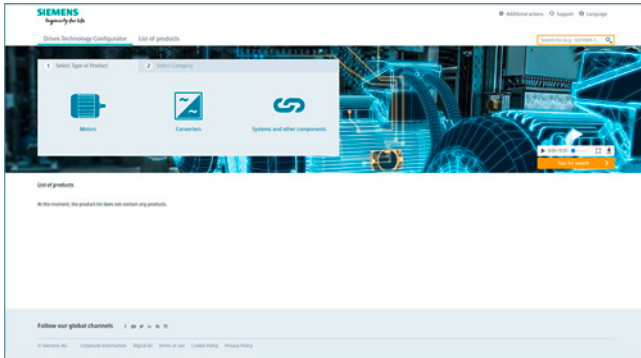 SIEMENS
Ingenuity for life
Additional actions Support Language
Drives Technology Configurator List of products
1 Select Type of Product 2 Select Category
Motors Converters Systems and other components
Tips for search
List of products
At the moment, the product list does not contain any products.
Follow our global channels
© Siemens AG Corporate Information Digital ID Terms of use Cookie Policy Privacy Policy